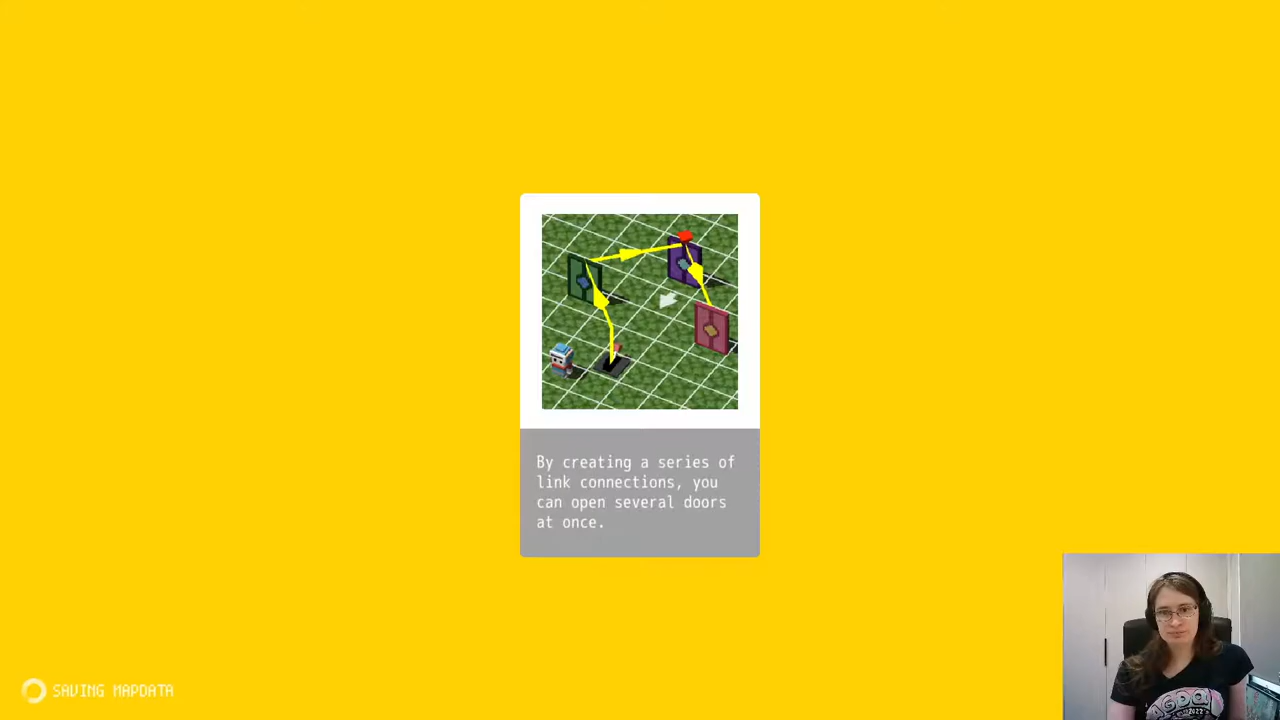 By creating a series of
link connections, you
can open several doors
at once.
SAVING MAPDATA